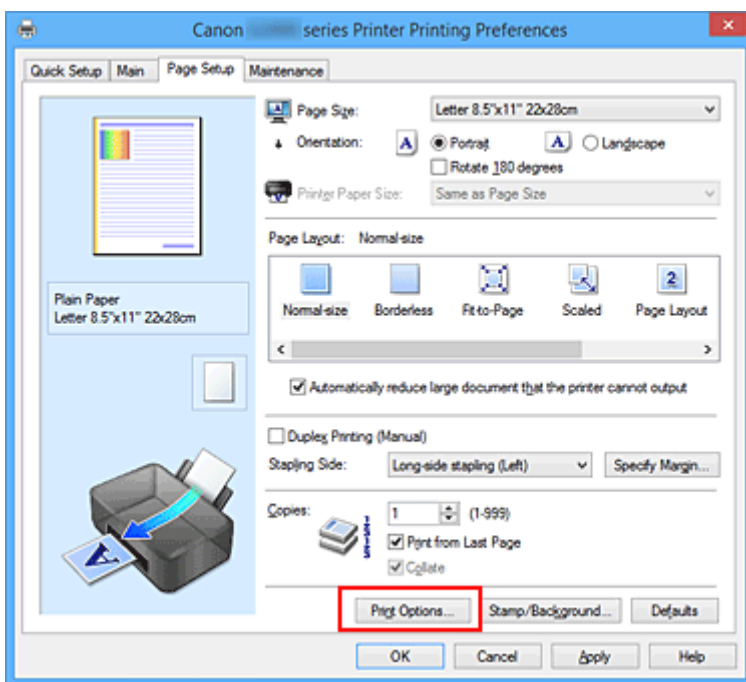 Canon series Printer Printing Preferences
Quick Setup Main Page Setup Maintenance
Page Size: Letter 8.5"x11" 22x28cm
Orientation: A Portrait A Landscape
Rotate 180 degrees
Printer Paper Size: Same as Page Size
Page Layout: Normal-size
2
Normal-size Borderless Fit-to-Page Scaled Page Layout
Plain Paper
Letter 8.5"x11" 22x28cm
Automatically reduce large document that the printer cannot output
Duplex Printing (Manual)
Stapling Side: Long-side stapling (Left) Specify Margin...
Copies: 1 (1-999)
Print from Last Page
Collate
A
Print Options... Stamp/Background... Defaults
OK Cancel Apply Help